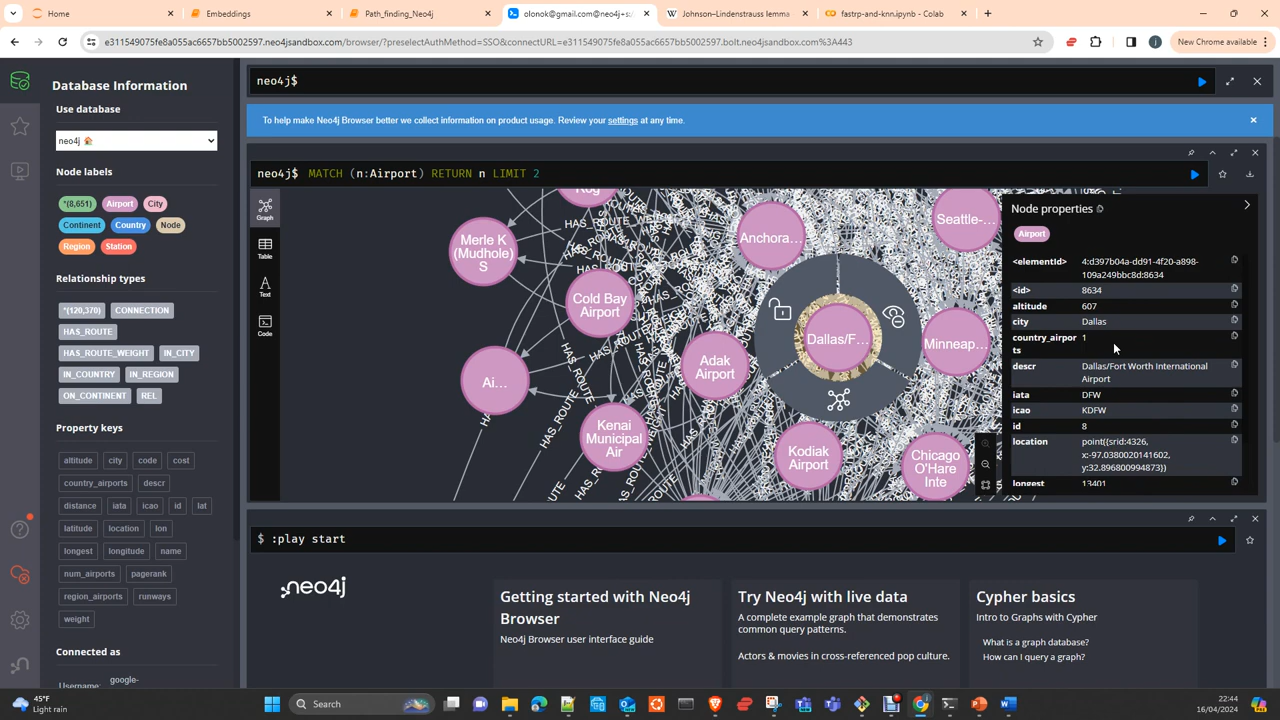 Home
Embeddings
Path_finding_Neo4j
olonok@gmail.com@neo4j+s:/
Johnson–Lindenstrauss lemma
fastrp-and-knn.ipynb - Colab
e311549075fe8a055ac6657bb5002597.neo4jsandbox.com/browser/?preselectAuthMethod=SSO&connectURL=e311549075fe8a055ac6657bb5002597.bolt.neo4jsandbox.com%3A443
New Chrome available
Database Information
Use database
neo4j
Node labels
*(8,651) Airport City
Continent Country Node
Region Station
Relationship types
*(120,370) CONNECTION
HAS_ROUTE
HAS_ROUTE_WEIGHT IN_CITY
IN_COUNTRY IN_REGION
ON_CONTINENT REL
Property keys
altitude city code cost
country_airports descr
distance iata icao id lat
latitude location lon
longest longitude name
num_airports pagerank
region_airports runways
weight
Connected as
Username: google-
neo4j$
To help make Neo4j Browser better we collect information on product usage. Review your settings at any time.
neo4j$ MATCH (n:Airport) RETURN n LIMIT 2
Graph
Table
Text
Code
Merle K
(Mudhole)
S
Cold Bay
Airport
Ai...
Kenai
Municipal
Air
Adak
Airport
Anchora...
Dallas/F...
Kodiak
Airport
Seattle-...
Minneap...
Chicago
O'Hare
Inte
HAS_ROUTE
HAS_ROUTE
HAS_ROUTE
Node properties
Airport
<elementId> 4:d397b04a-dd91-4f20-a898-
109a249bbc8d:8634
<id> 8634
altitude 607
city Dallas
country_airpor 1
ts
descr Dallas/Fort Worth International
Airport
iata DFW
icao KDFW
id 8
location point({srid:4326,
x:-97.0380020141602,
y:32.896800994873})
longest 13401
$ :play start
neo4j
Getting started with Neo4j
Browser
Neo4j Browser user interface guide
Try Neo4j with live data
A complete example graph that demonstrates
common query patterns.
Actors & movies in cross-referenced pop culture.
Cypher basics
Intro to Graphs with Cypher
What is a graph database?
How can I query a graph?
45°F
Light rain
Search
22:44
16/04/2024